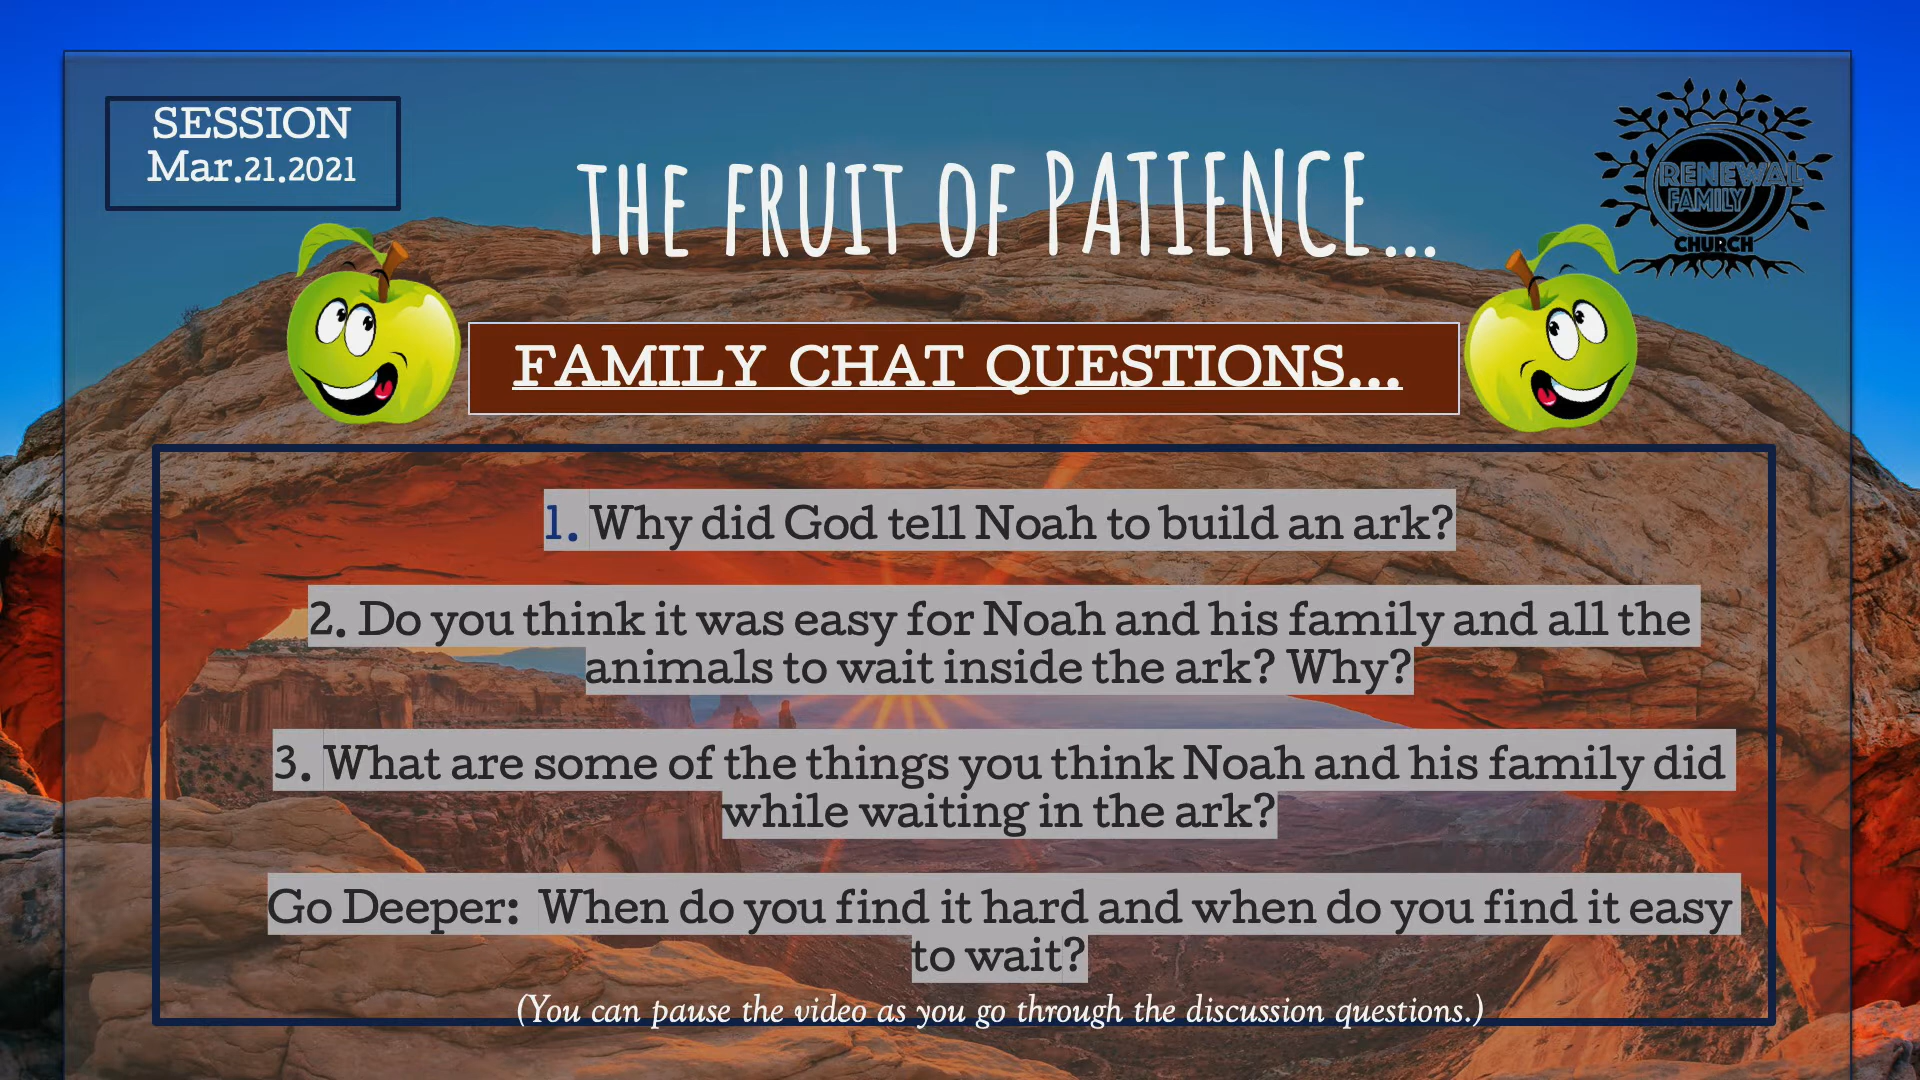 SESSION
Mar.21.2021
THE FRUIT OF PATIENCE...
RENEWAL
FAMILY
CHURCH
FAMILY CHAT QUESTIONS...
1. Why did God tell Noah to build an ark?
2. Do you think it was easy for Noah and his family and all the
animals to wait inside the ark? Why?
3. What are some of the things you think Noah and his family did
while waiting in the ark?
Go Deeper: When do you find it hard and when do you find it easy
to wait?
(You can pause the video as you go through the discussion questions.)